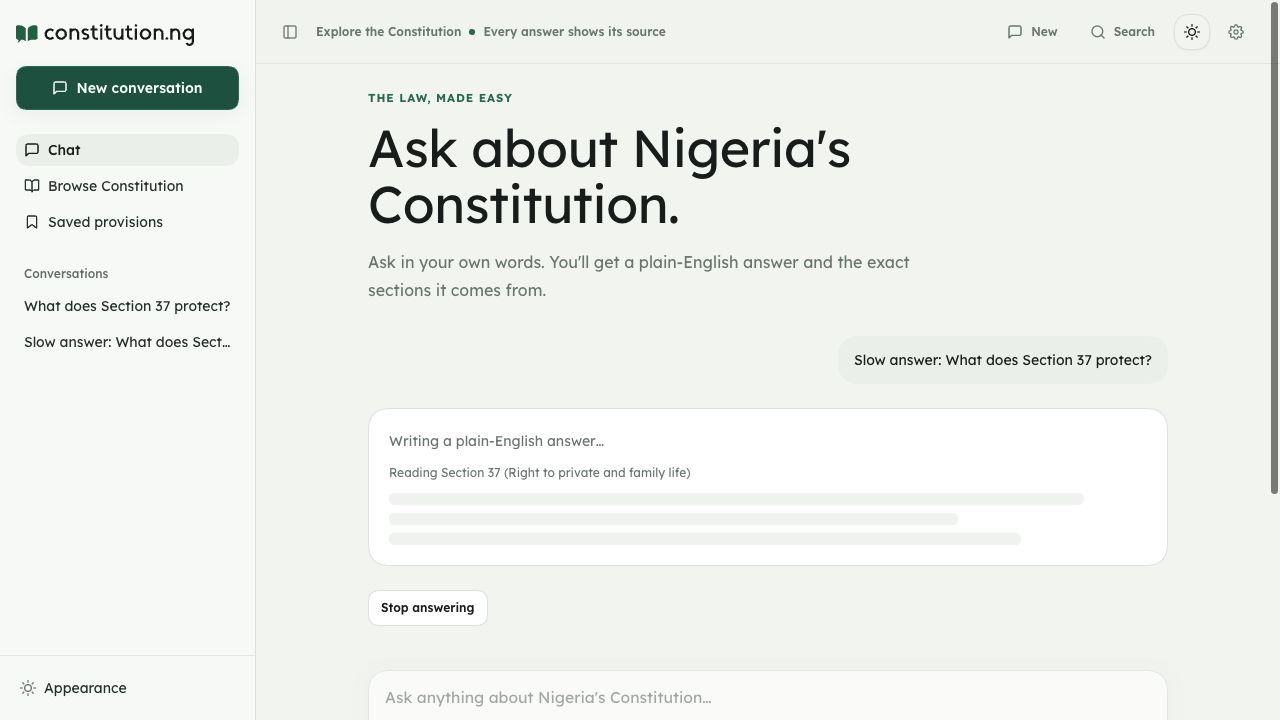 constitution.ng
New conversation
Chat
Browse Constitution
Saved provisions
Conversations
What does Section 37 protect?
Slow answer: What does Sect…
Appearance
Explore the Constitution • Every answer shows its source
New
Search
THE LAW, MADE EASY
Ask about Nigeria's
Constitution.
Ask in your own words. You'll get a plain-English answer and the exact
sections it comes from.
Slow answer: What does Section 37 protect?
Writing a plain-English answer…
Reading Section 37 (Right to private and family life)
Stop answering
Ask anything about Nigeria's Constitution…